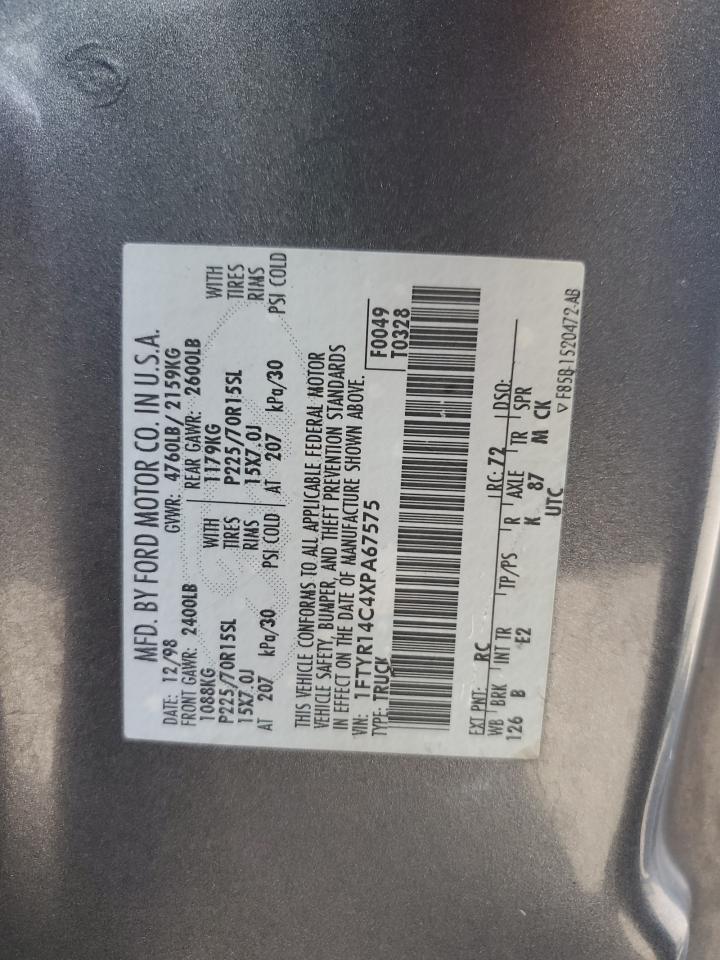 MFD. BY FORD MOTOR CO. IN U.S.A.
DATE: 12/98 GVWR: 4760LB/2159KG
FRONT GAWR: 2400LB REAR GAWR: 2600LB
1088KG WITH 1179KG WITH
P225/70R15SL TIRES P225/70R15SL TIRES
15X7.0J RIMS 15X7.0J RIMS
AT 207 kPa/30 PSI COLD AT 207 kPa/30 PSI COLD
THIS VEHICLE CONFORMS TO ALL APPLICABLE FEDERAL MOTOR
VEHICLE SAFETY, BUMPER, AND THEFT PREVENTION STANDARDS
IN EFFECT ON THE DATE OF MANUFACTURE SHOWN ABOVE.
VIN: 1FTYR14C4XPA67575 F0049
TYPE: TRUCK T0328
EXT PNT: RC RC: 72 DSO:
WB BRK INT TR TP/PS R AXLE TR SPR
126 B E2 K 87 M CK
UTC
▽ F85B-1520472-AB